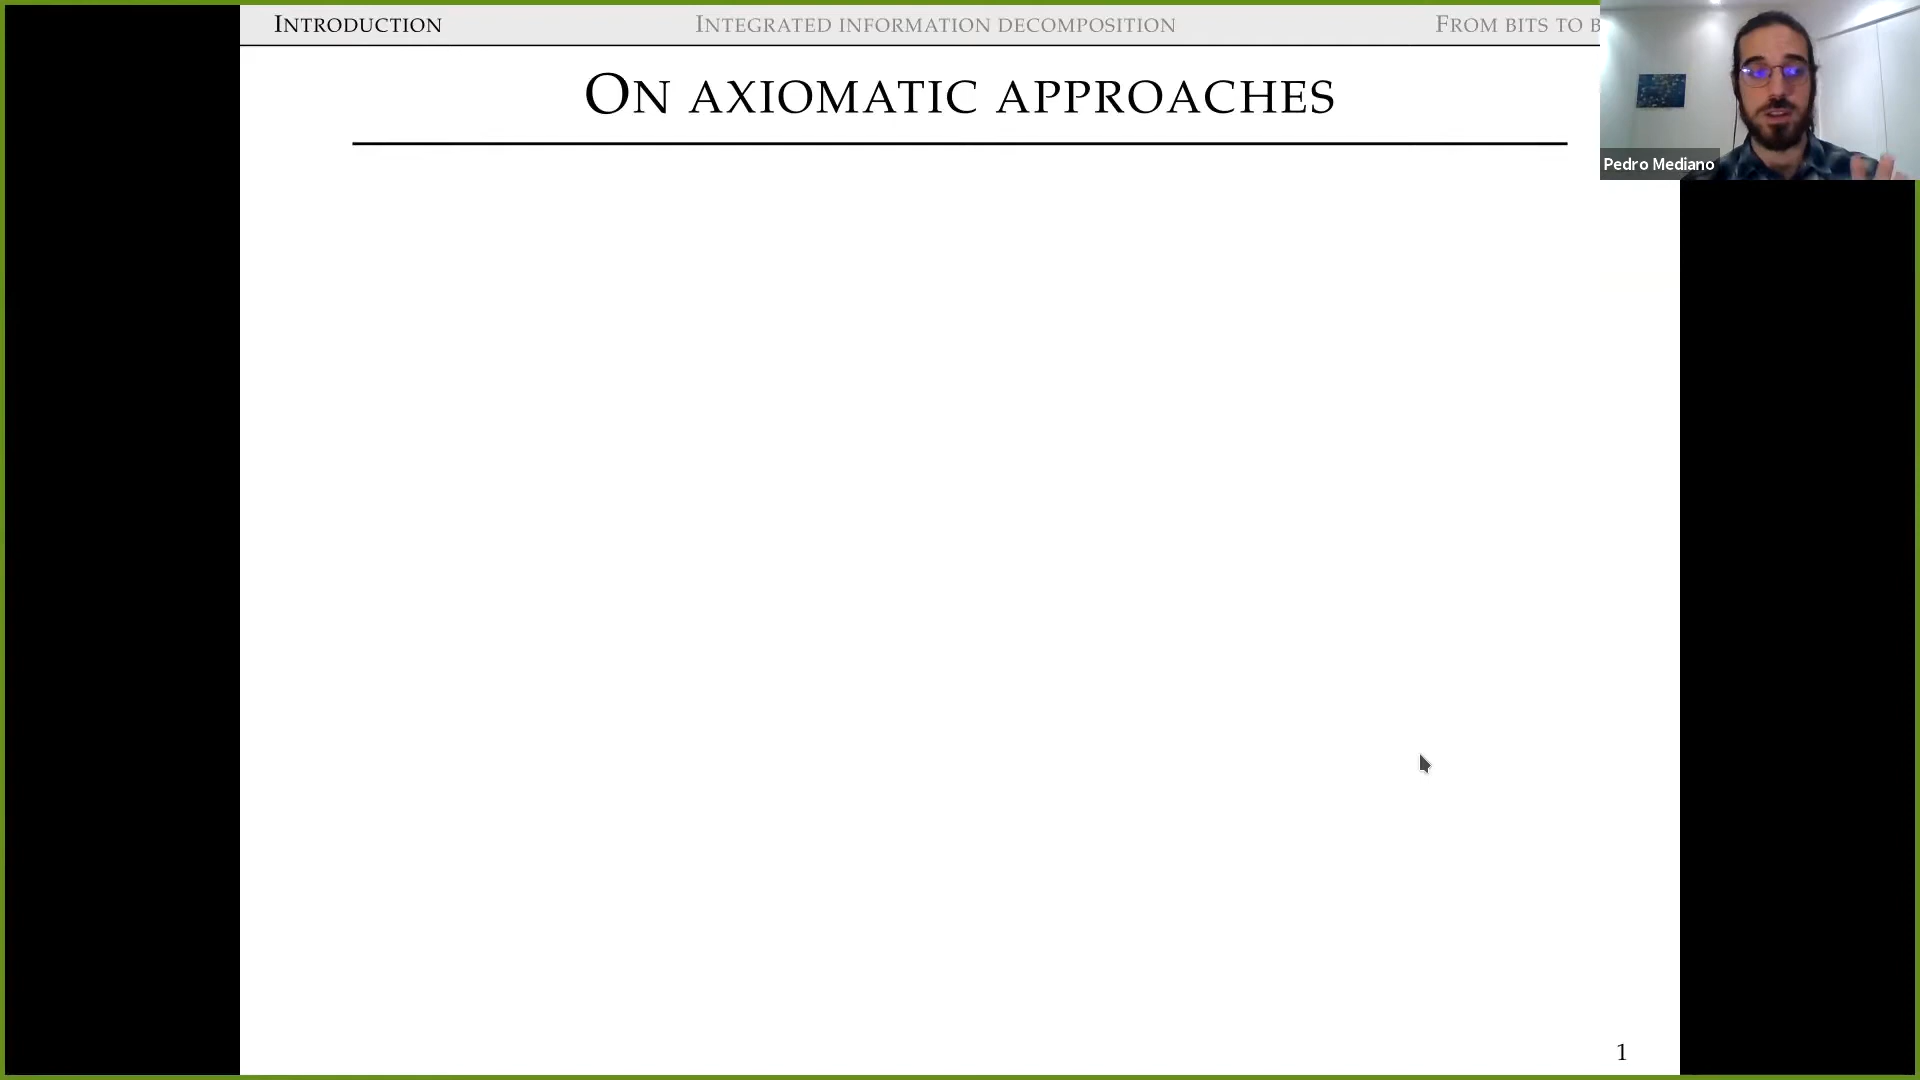 INTRODUCTION
INTEGRATED INFORMATION DECOMPOSITION
FROM BITS TO B
ON AXIOMATIC APPROACHES
Pedro Mediano
1